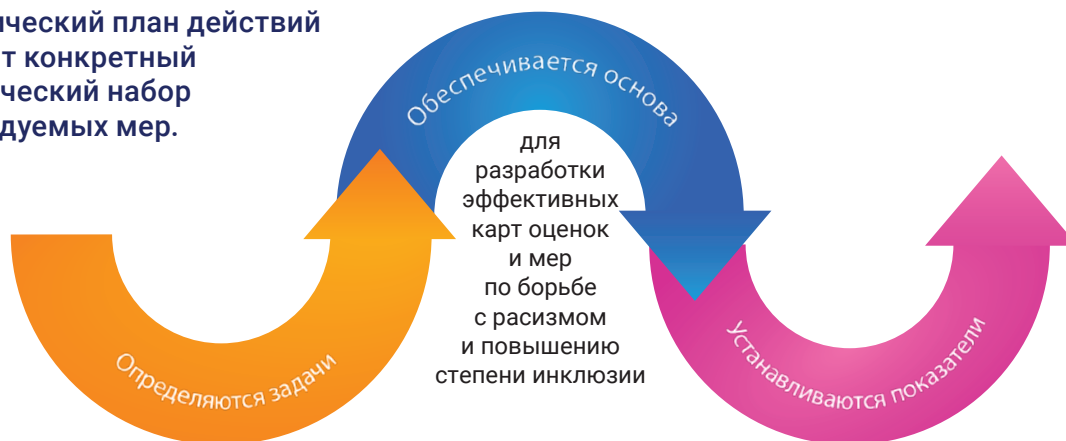 ический план действий
т конкретный
ческий набор
дуемых мер.
Обеспечивается основа
для
разработки
эффективных
карт оценок
и мер
по борьбе
с расизмом
и повышению
степени инклюзии
Определяются задачи
Устанавливаются показатели